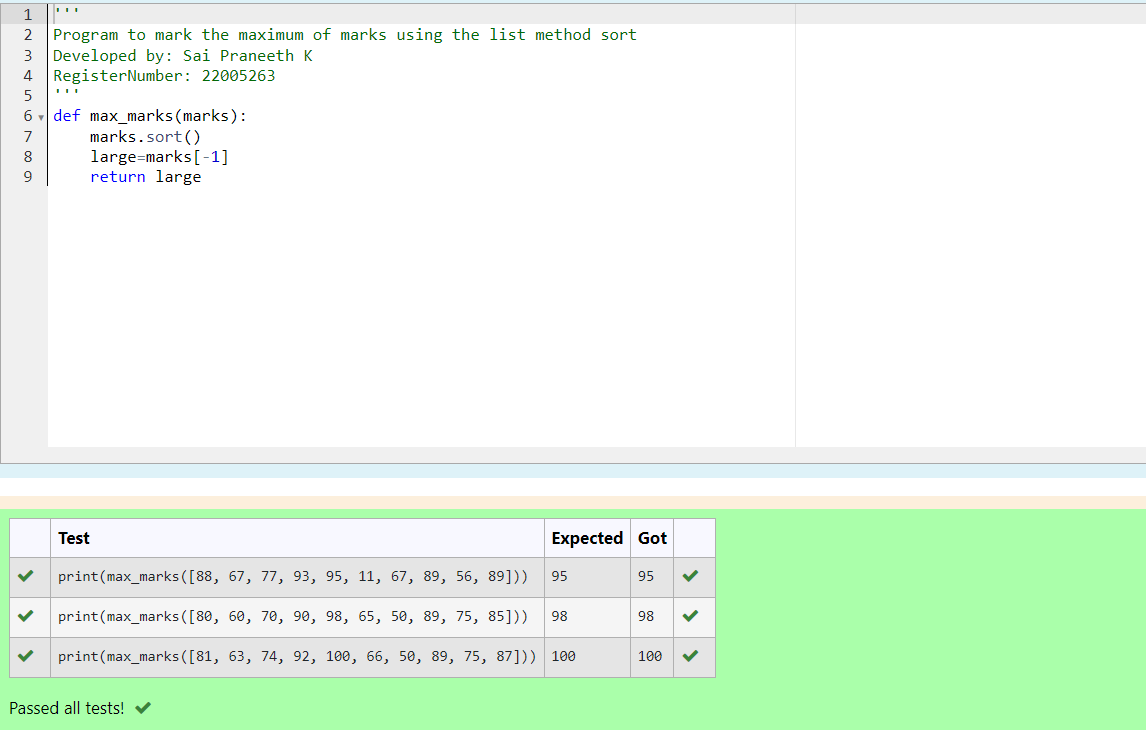 1 '''
2 Program to mark the maximum of marks using the list method sort
3 Developed by: Sai Praneeth K
4 RegisterNumber: 22005263
5 '''
6 def max_marks(marks):
7     marks.sort()
8     large=marks[-1]
9     return large
Test Expected Got
print(max_marks([88, 67, 77, 93, 95, 11, 67, 89, 56, 89])) 95 95
print(max_marks([80, 60, 70, 90, 98, 65, 50, 89, 75, 85])) 98 98
print(max_marks([81, 63, 74, 92, 100, 66, 50, 89, 75, 87])) 100 100
Passed all tests!